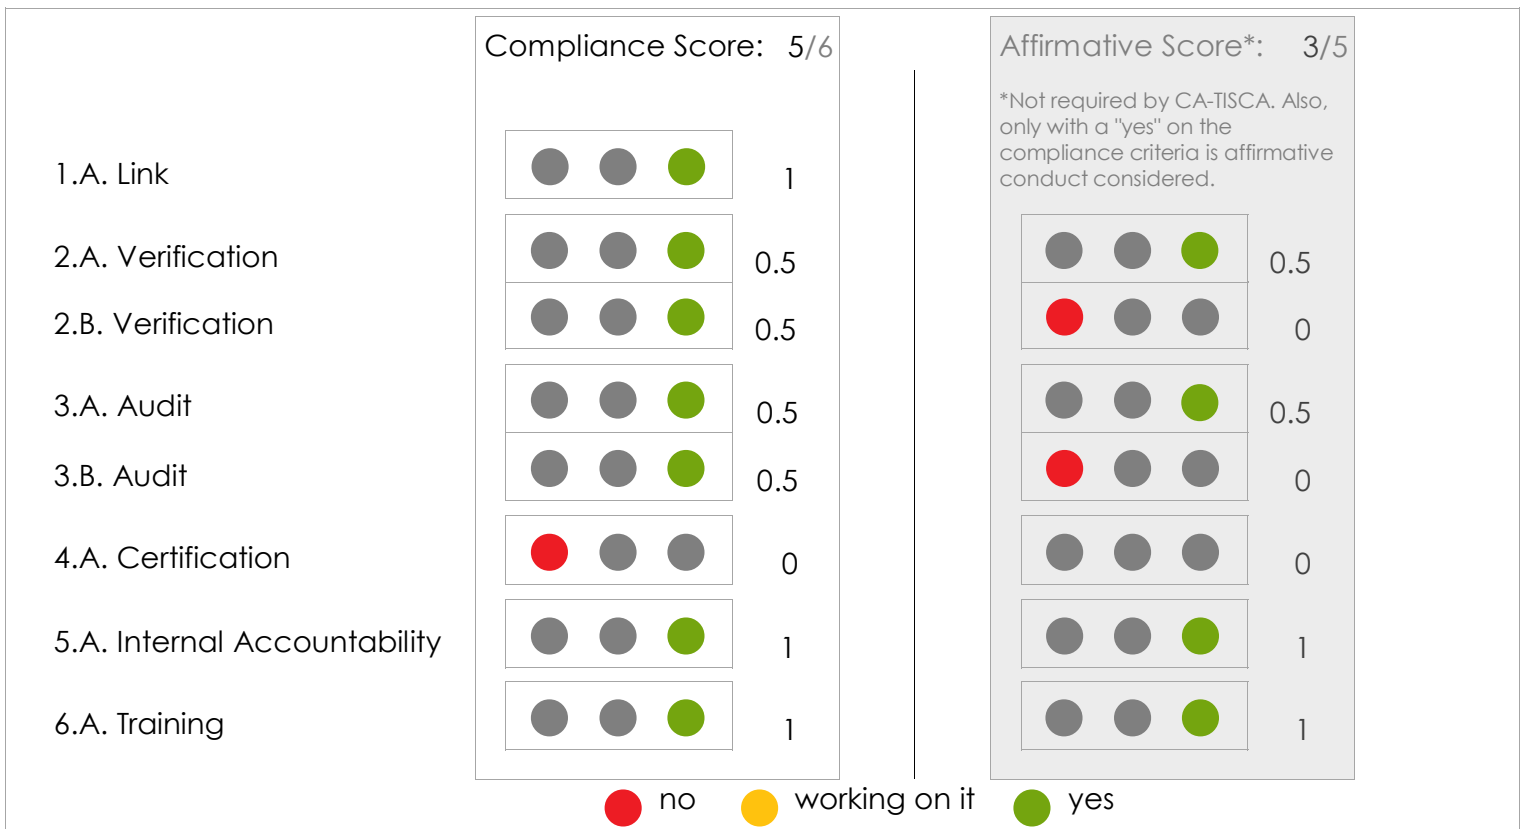 Compliance Score: 5/6
Affirmative Score*: 3/5
*Not required by CA-TISCA. Also,
only with a "yes" on the
compliance criteria is affirmative
conduct considered.
1.A. Link 1
2.A. Verification 0.5 0.5
2.B. Verification 0.5 0
3.A. Audit 0.5 0.5
3.B. Audit 0.5 0
4.A. Certification 0 0
5.A. Internal Accountability 1 1
6.A. Training 1 1
no working on it yes